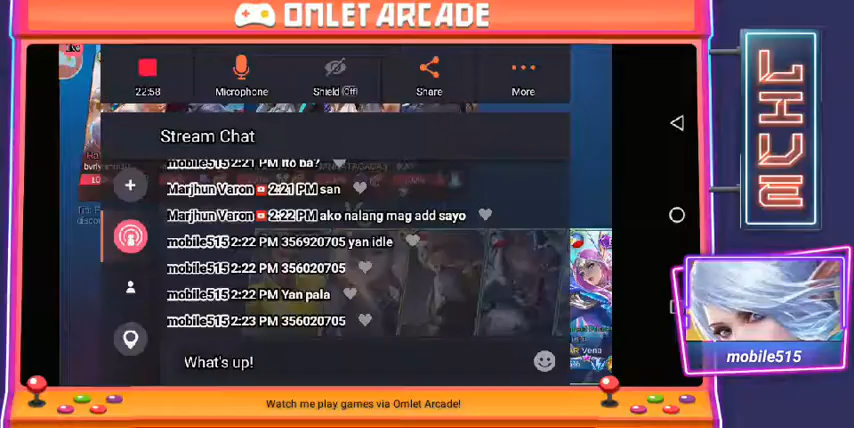 OMLET ARCADE
22:58
Microphone
Shield (Off)
Share
More
Stream Chat
mobile515 2:21 PM Ito ba?
Marjhun Varon 2:21 PM san
Marjhun Varon 2:22 PM ako nalang mag add sayo
mobile515 2:22 PM 356920705 yan idle
mobile515 2:22 PM 356020705
mobile515 2:22 PM Yan pala
mobile515 2:23 PM 356020705
What's up!
LIVE
mobile515
Watch me play games via Omlet Arcade!